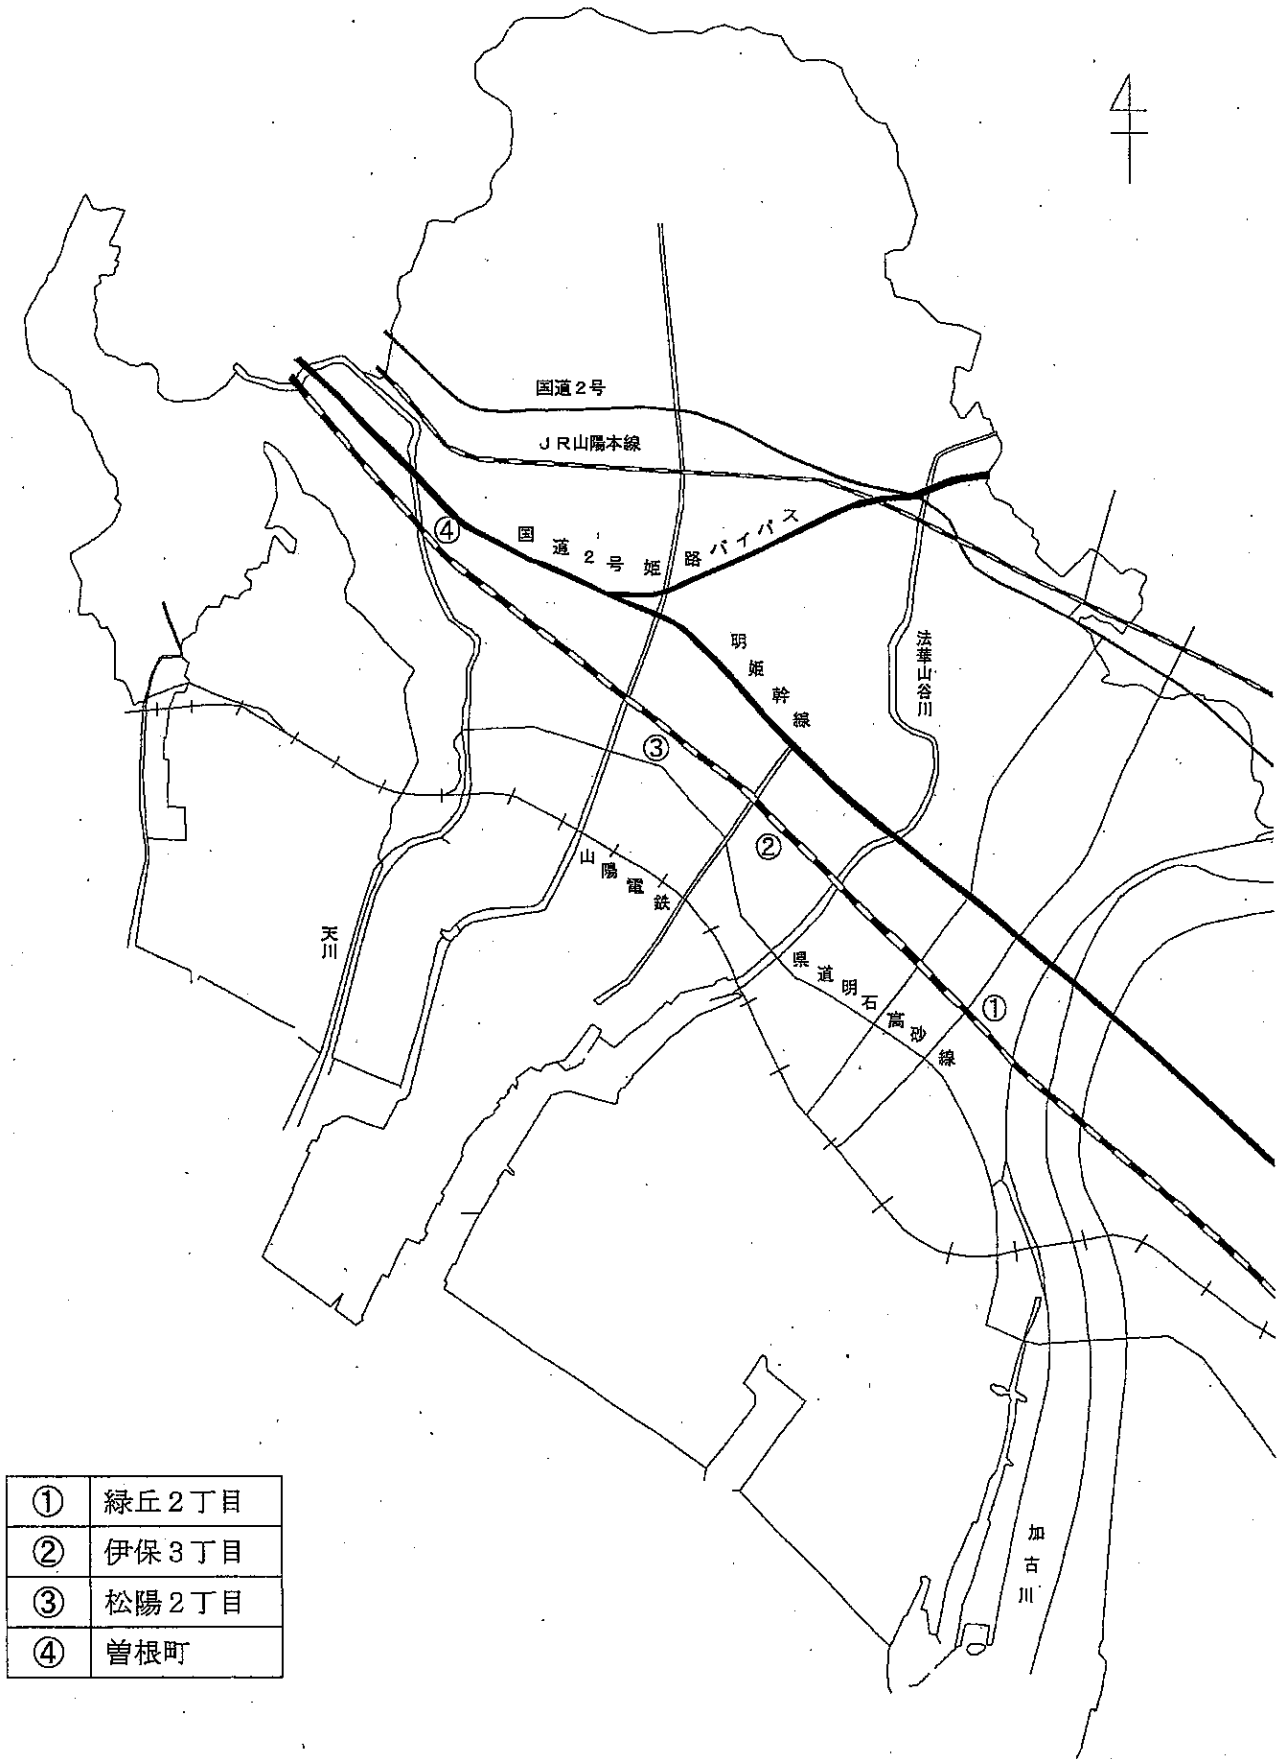 国道2号
JR山陽本線
④
国道2号姫路バイパス
法華山谷川
明姫幹線
③
②
山陽電鉄
天川
県道明石高砂線
①
加古川
① 緑丘2丁目
② 伊保3丁目
③ 松陽2丁目
④ 曽根町